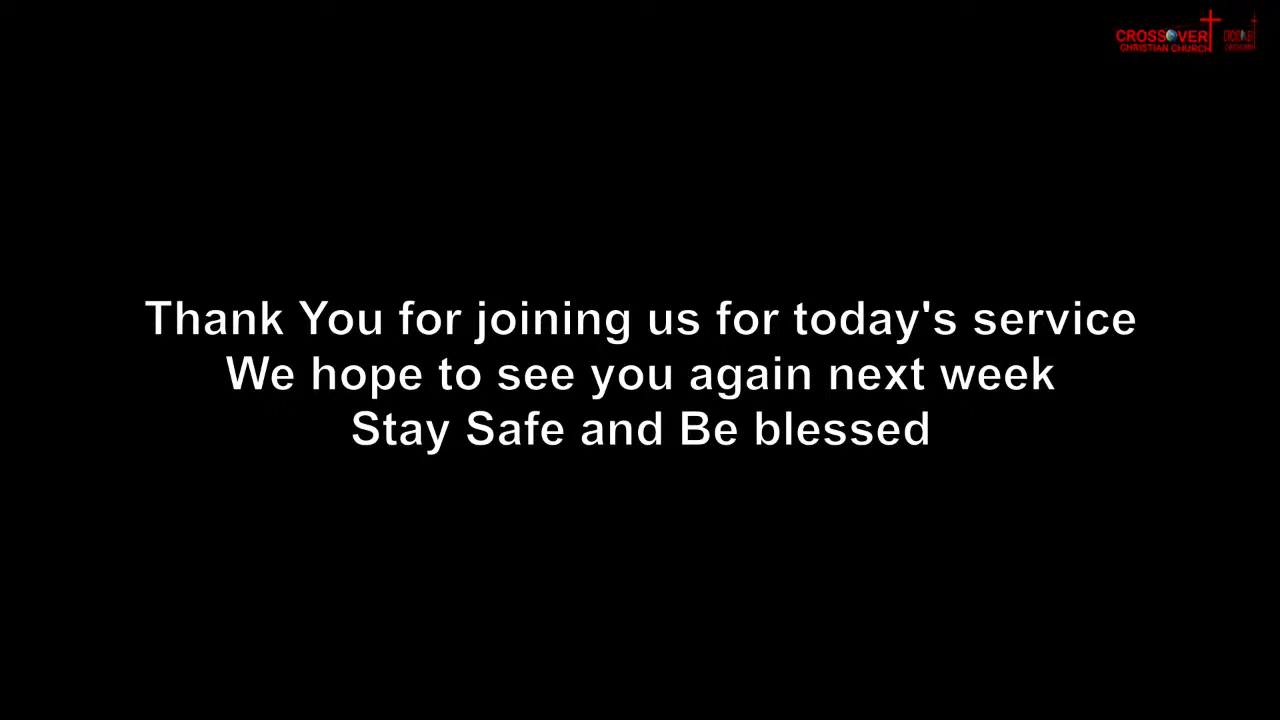 CROSSOVER
CHRISTIAN CHURCH
Thank You for joining us for today's service
We hope to see you again next week
Stay Safe and Be blessed